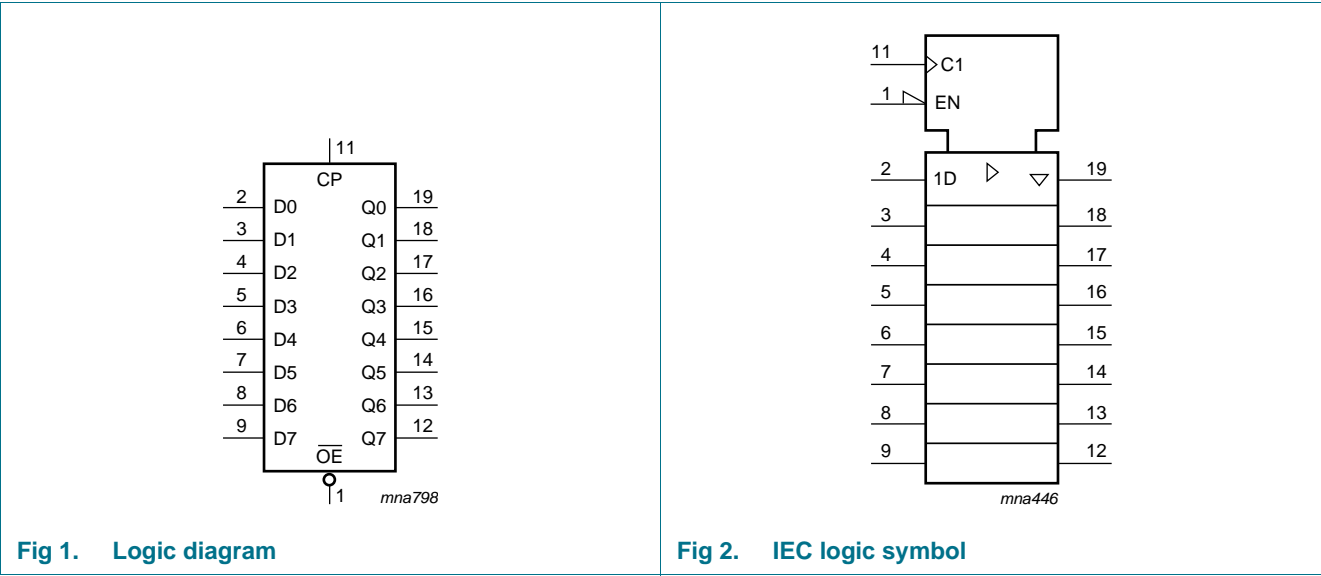 11
CP
2 D0 Q0 19
3 D1 Q1 18
4 D2 Q2 17
5 D3 Q3 16
6 D4 Q4 15
7 D5 Q5 14
8 D6 Q6 13
9 D7 Q7 12
O̅E̅
1 mna798
Fig 1. Logic diagram
11 C1
1 EN
2 1D 19
3 18
4 17
5 16
6 15
7 14
8 13
9 12
mna446
Fig 2. IEC logic symbol